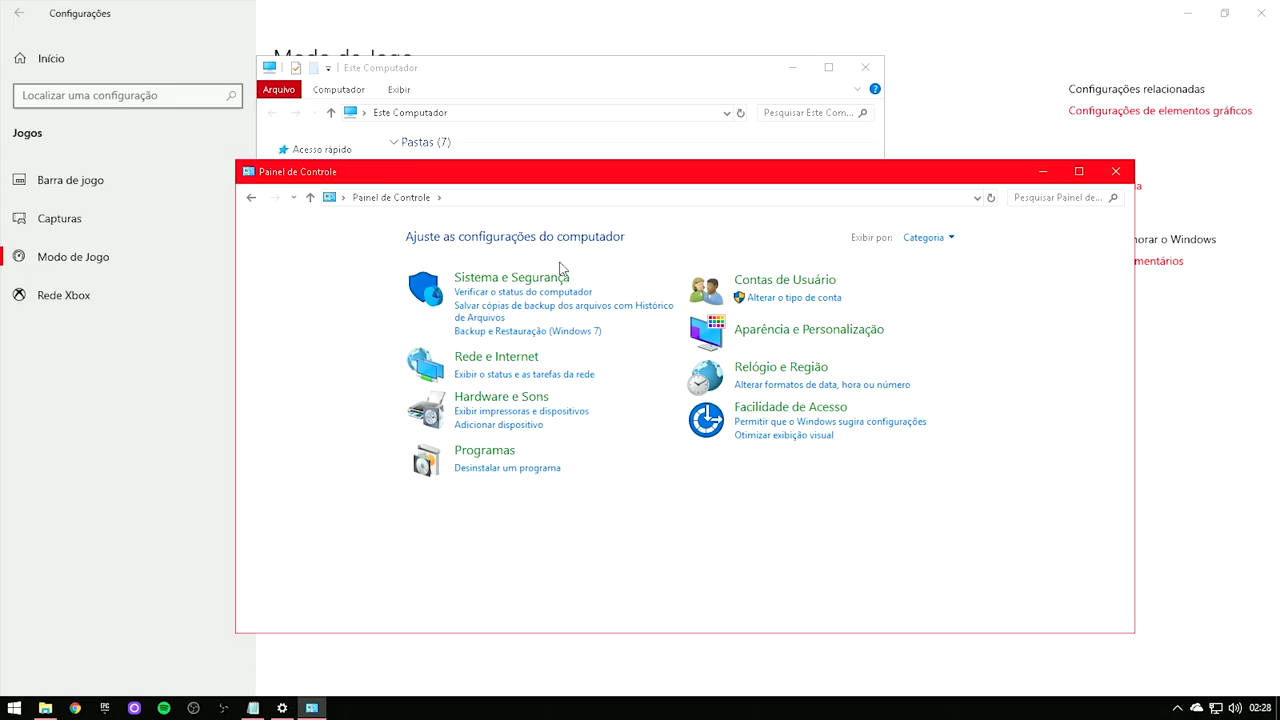 Configurações
Início
Localizar uma configuração
Jogos
Barra de jogo
Capturas
Modo de Jogo
Rede Xbox
Modo de Jogo
Configurações relacionadas
Configurações de elementos gráficos
horar o Windows
mentários
Este Computador
Arquivo
Computador
Exibir
Este Computador
Pesquisar Este Com...
Acesso rápido
Pastas (7)
Painel de Controle
Painel de Controle
Pesquisar Painel de...
Ajuste as configurações do computador
Exibir por: Categoria
Sistema e Segurança
Verificar o status do computador
Salvar cópias de backup dos arquivos com Histórico
de Arquivos
Backup e Restauração (Windows 7)
Rede e Internet
Exibir o status e as tarefas da rede
Hardware e Sons
Exibir impressoras e dispositivos
Adicionar dispositivo
Programas
Desinstalar um programa
Contas de Usuário
Alterar o tipo de conta
Aparência e Personalização
Relógio e Região
Alterar formatos de data, hora ou número
Facilidade de Acesso
Permitir que o Windows sugira configurações
Otimizar exibição visual
EPIC
02:28